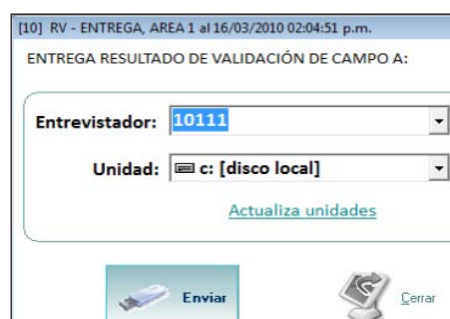 [10] RV - ENTREGA, AREA 1 al 16/03/2010 02:04:51 p.m.
ENTREGA RESULTADO DE VALIDACIÓN DE CAMPO A:
Entrevistador: 10111
Unidad: c: [disco local]
Actualiza unidades
Enviar Cerrar